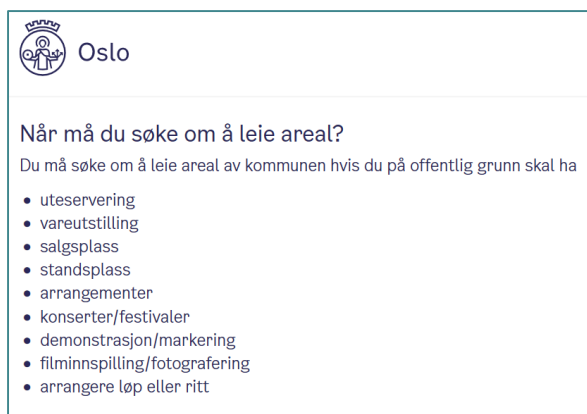 Oslo
Når må du søke om å leie areal?
Du må søke om å leie areal av kommunen hvis du på offentlig grunn skal ha
• uteservering
• vareutstilling
• salgsplass
• standsplass
• arrangementer
• konserter/festivaler
• demonstrasjon/markering
• filminnspilling/fotografering
• arrangere løp eller ritt